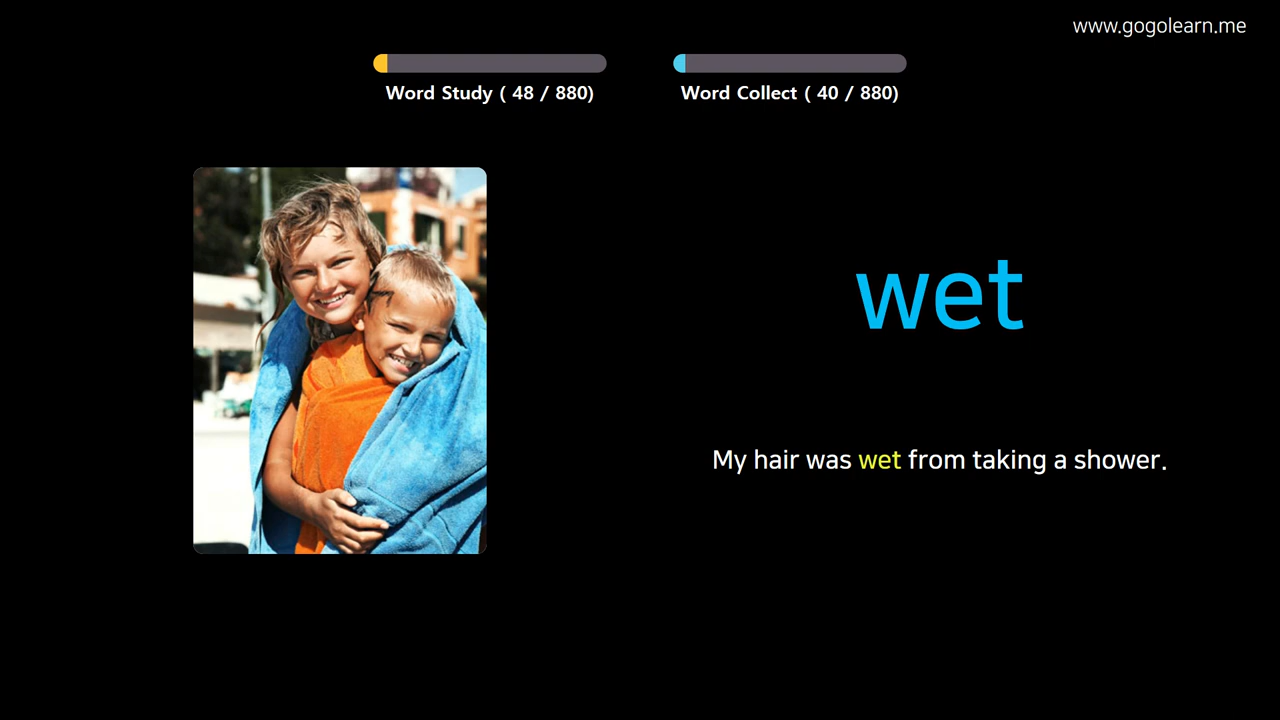 www.gogolearn.me
Word Study ( 48 / 880)
Word Collect ( 40 / 880)
wet
My hair was wet from taking a shower.